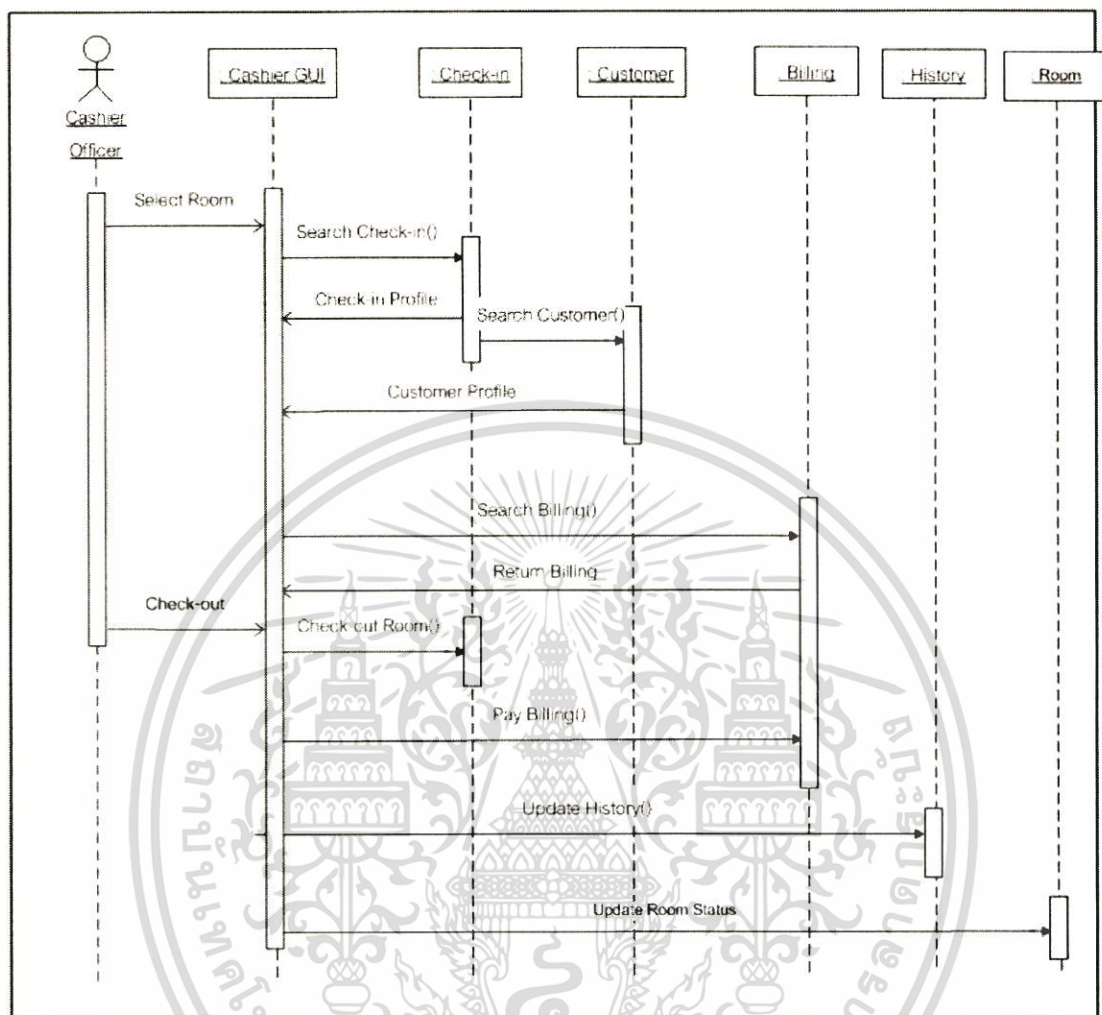 : Cashier GUI
: Check-in
: Customer
: Billing
: History
: Room
Cashier
Officer
Select Room
Search Check-in()
Check-in Profile
Search Customer()
Customer Profile
Search Billing()
Return Billing
Check-out
Check-out Room()
Pay Billing()
Update History()
Update Room Status